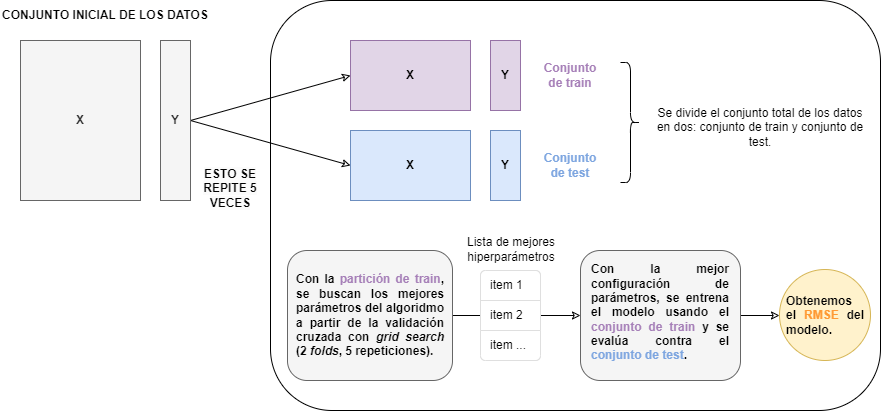 CONJUNTO INICIAL DE LOS DATOS
X
Y
ESTO SE
REPITE 5
VECES
X
Y
Conjunto
de train
X
Y
Conjunto
de test
Se divide el conjunto total de los datos
en dos: conjunto de train y conjunto de
test.
Con la partición de train,
se buscan los mejores
parámetros del algoridmo
a partir de la validación
cruzada con grid search
(2 folds, 5 repeticiones).
Lista de mejores
hiperparámetros
item 1
item 2
item ...
Con la mejor
configuración de
parámetros, se entrena
el modelo usando el
conjunto de train y se
evalúa contra el
conjunto de test.
Obtenemos
el RMSE del
modelo.